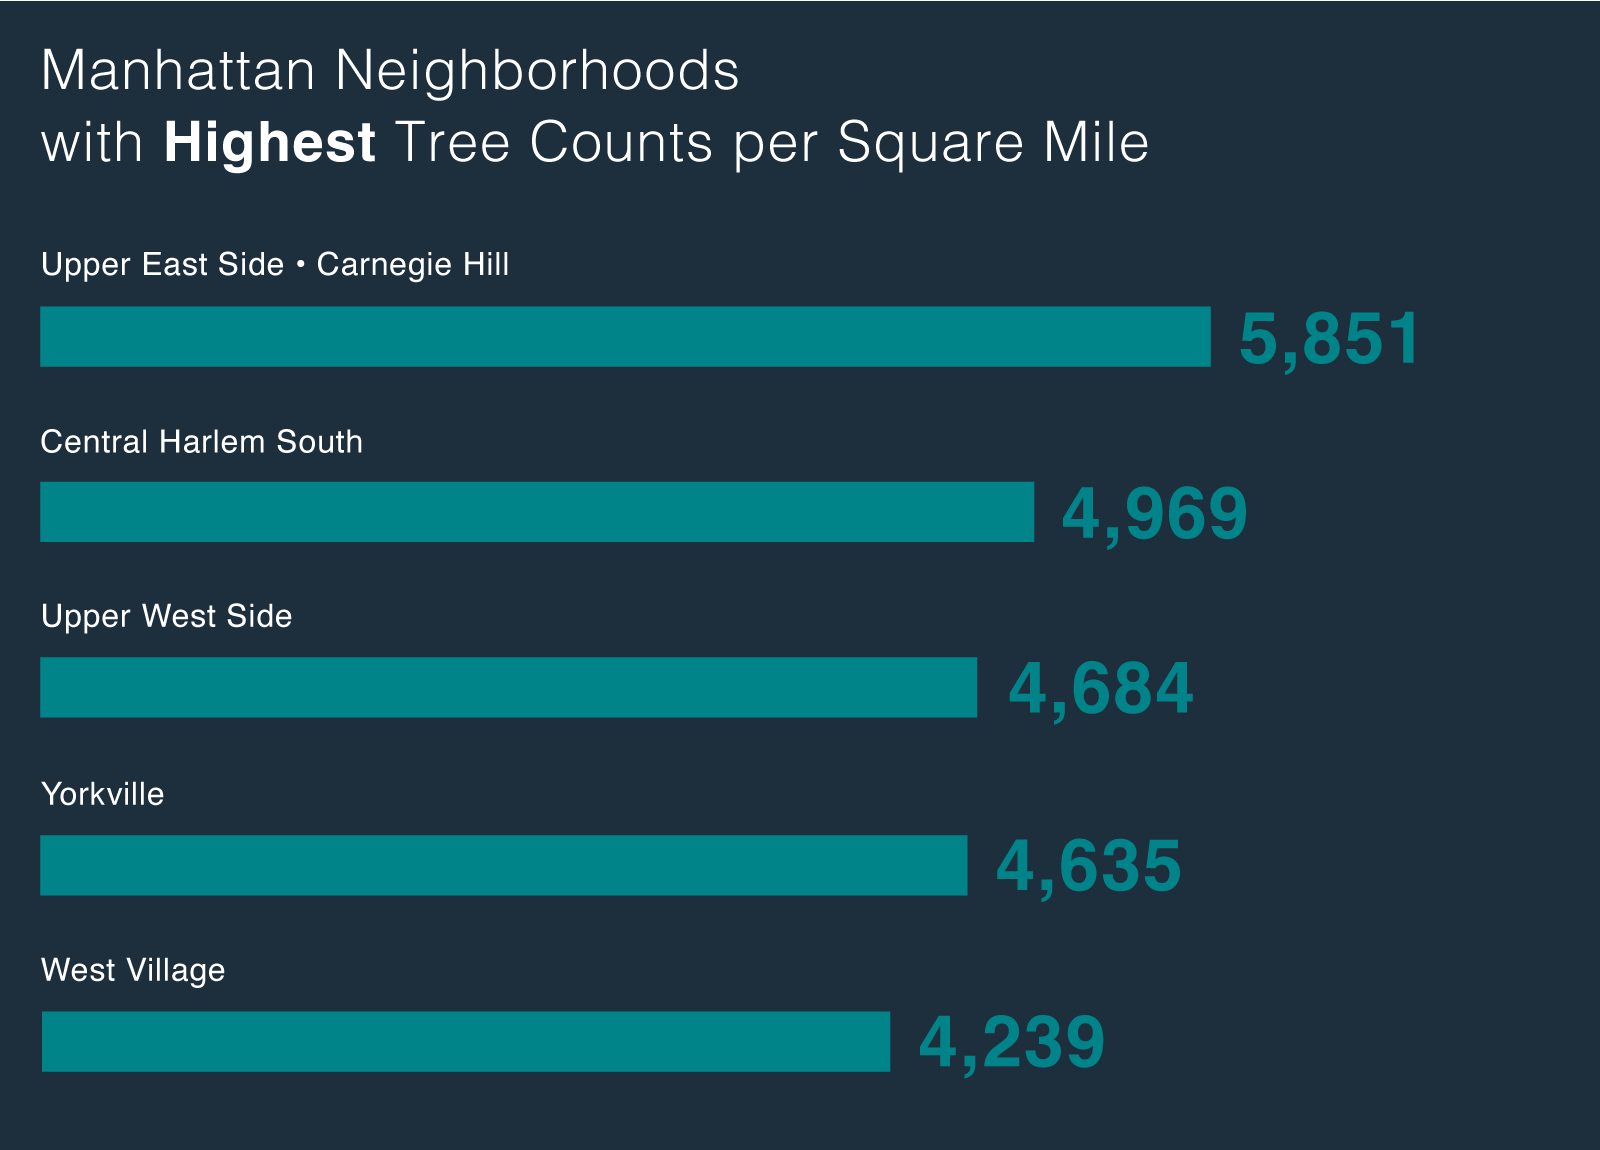 Manhattan Neighborhoods
with Highest Tree Counts per Square Mile
Upper East Side • Carnegie Hill
5,851
Central Harlem South
4,969
Upper West Side
4,684
Yorkville
4,635
West Village
4,239